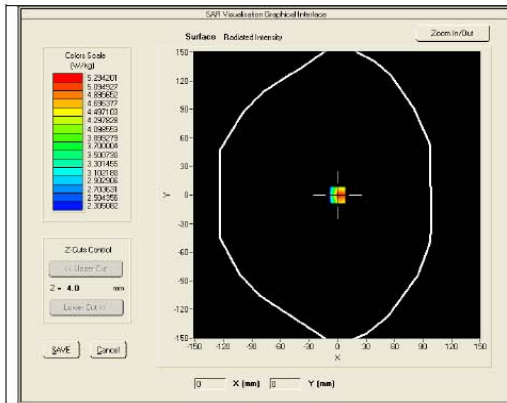 SAR Visualisation Graphical Interface
Surface Radiated Intensity
Zoom In/Out
Colors Scale
(W/kg)
5.294201
5.094927
4.895652
4.696377
4.497103
4.297828
4.098553
3.899279
3.700004
3.500730
3.301455
3.102180
2.902906
2.703631
2.504356
2.305082
Z-Cuts Control
<< Upper Cut
Z = 4.0 mm
Lower Cut >>
SAVE Cancel
150
120
90
60
30
0
-30
-60
-90
-120
-150
Y
-150 -120 -90 -60 -30 0 30 60 90 120 150
X
0 X (mm) 0 Y (mm)